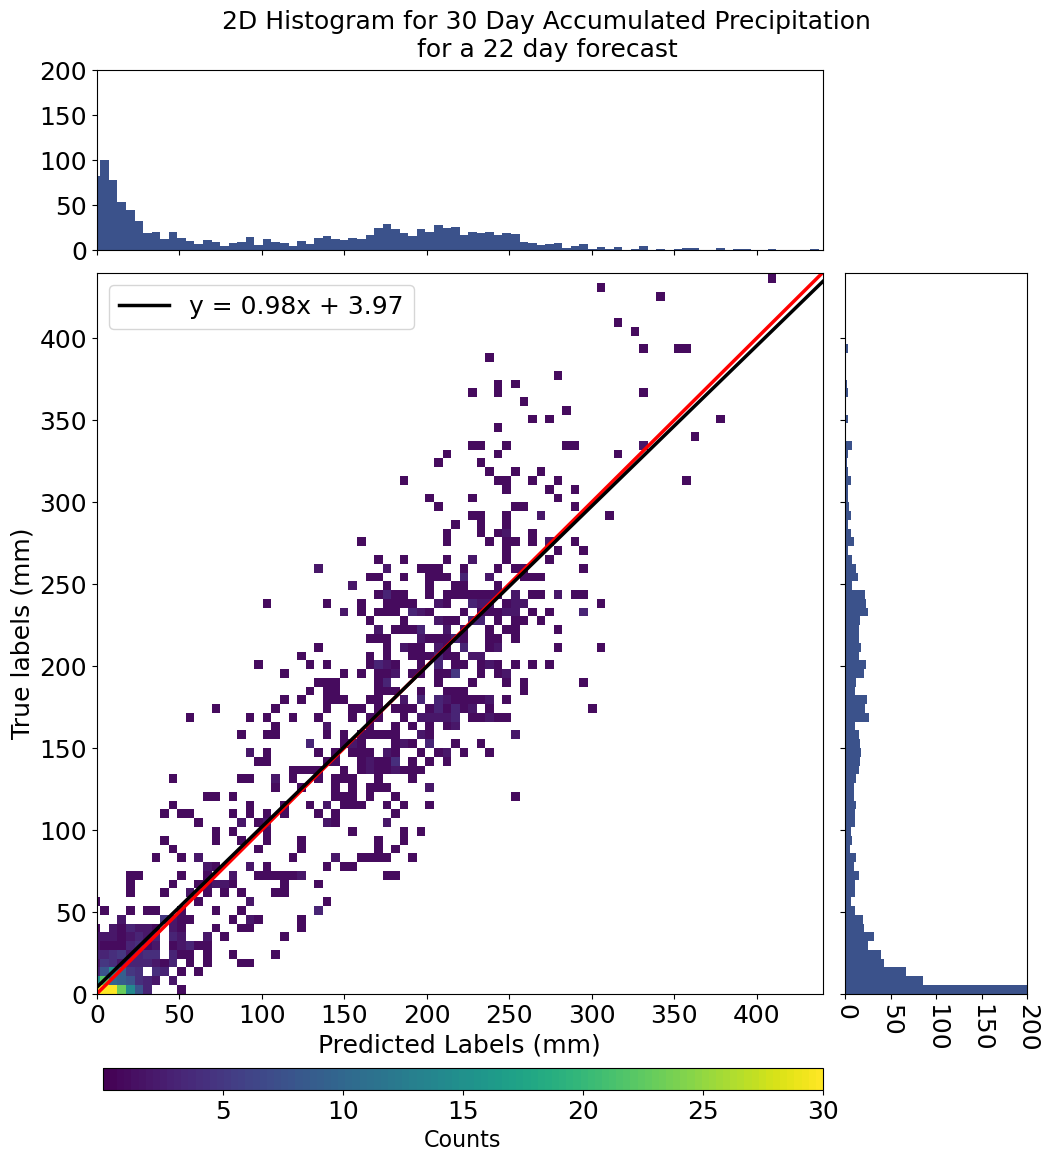 2D Histogram for 30 Day Accumulated Precipitation
for a 22 day forecast
200
150
100
50
0
y = 0.98x + 3.97
400
350
300
250
200
150
100
50
0
True labels (mm)
0 50 100 150 200 250 300 350 400
Predicted Labels (mm)
0 50 100 150 200
5 10 15 20 25 30
Counts